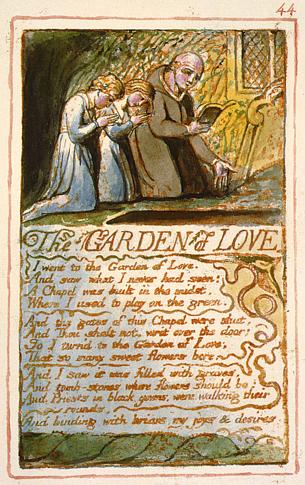 44
The GARDEN of LOVE
I went to the Garden of Love.
And saw what I never had seen:
A Chapel was built in the midst,
Where I used to play on the green.
And the gates of this Chapel were shut,
And Thou shalt not. writ over the door;
So I turn'd to the Garden of Love,
That so many sweet flowers bore.
And I saw it was filled with graves,
And tomb-stones where flowers should be:
And Priests in black gowns, were walking their
rounds,
And binding with briars, my joys & desires.